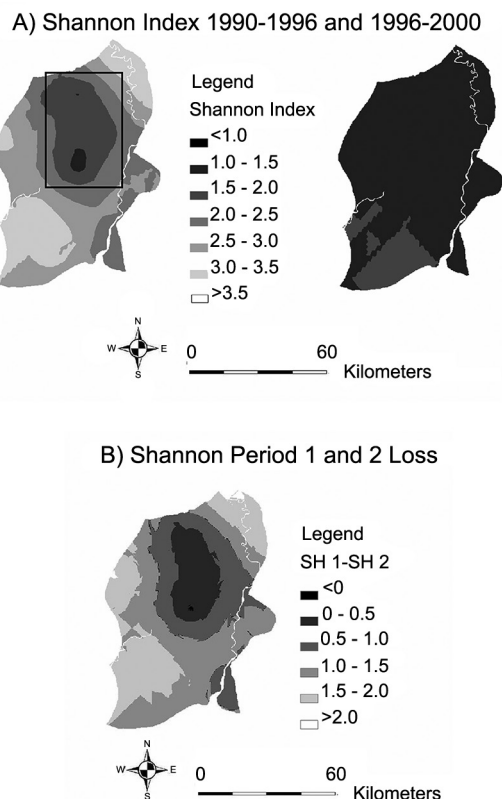 A) Shannon Index 1990-1996 and 1996-2000
Legend
Shannon Index
<1.0
1.0 - 1.5
1.5 - 2.0
2.0 - 2.5
2.5 - 3.0
3.0 - 3.5
>3.5
N
W E
S
0 60
Kilometers
B) Shannon Period 1 and 2 Loss
Legend
SH 1-SH 2
<0
0 - 0.5
0.5 - 1.0
1.0 - 1.5
1.5 - 2.0
>2.0
N
W E
S
0 60
Kilometers